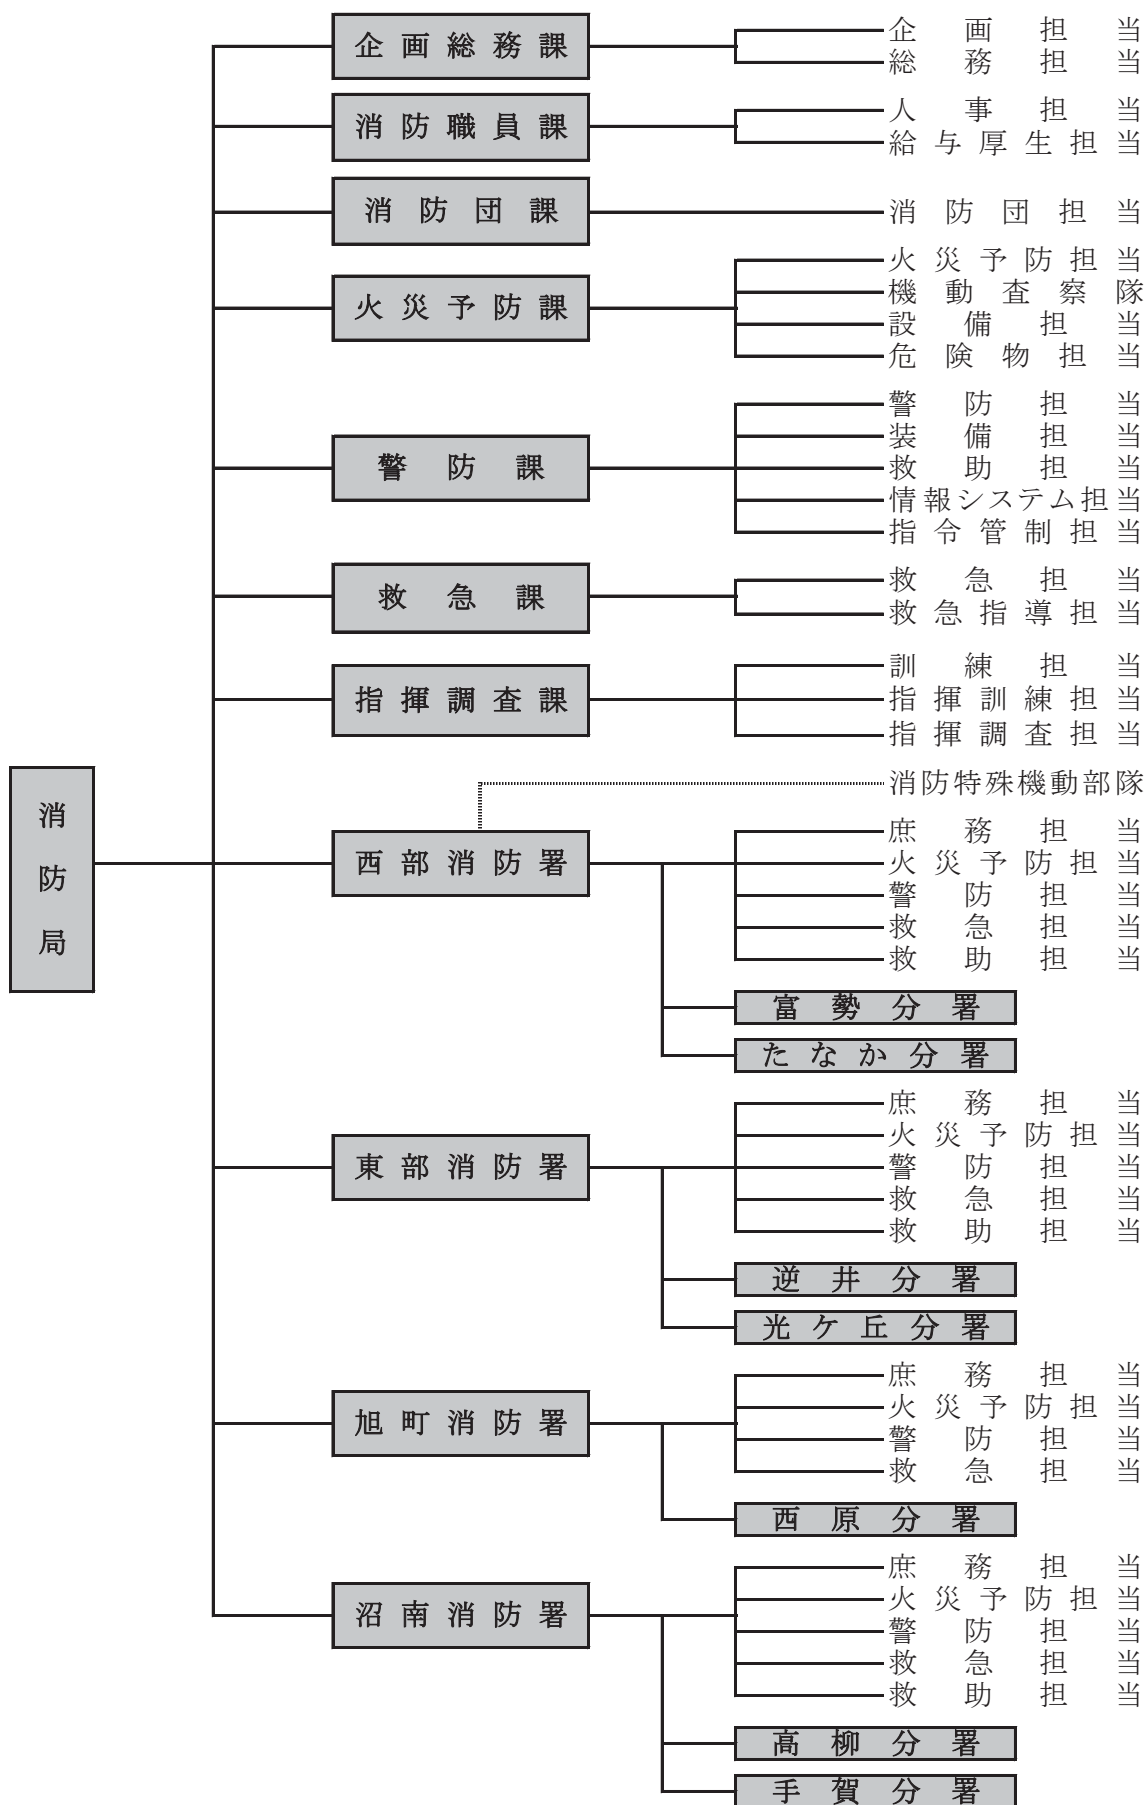 企画総務課
企画担当
総務担当
消防職員課
人事担当
給与厚生担当
消防団課
消防団担当
火災予防課
火災予防担当
機動査察隊
設備担当
危険物担当
警防課
警防担当
装備担当
救助担当
情報システム担当
指令管制担当
救急課
救急担当
救急指導担当
指揮調査課
訓練担当
指揮訓練担当
指揮調査担当
消防局
消防特殊機動部隊
西部消防署
庶務担当
火災予防担当
警防担当
救急担当
救助担当
富勢分署
たなか分署
東部消防署
庶務担当
火災予防担当
警防担当
救急担当
救助担当
逆井分署
光ケ丘分署
旭町消防署
庶務担当
火災予防担当
警防担当
救急担当
西原分署
沼南消防署
庶務担当
火災予防担当
警防担当
救急担当
救助担当
高柳分署
手賀分署